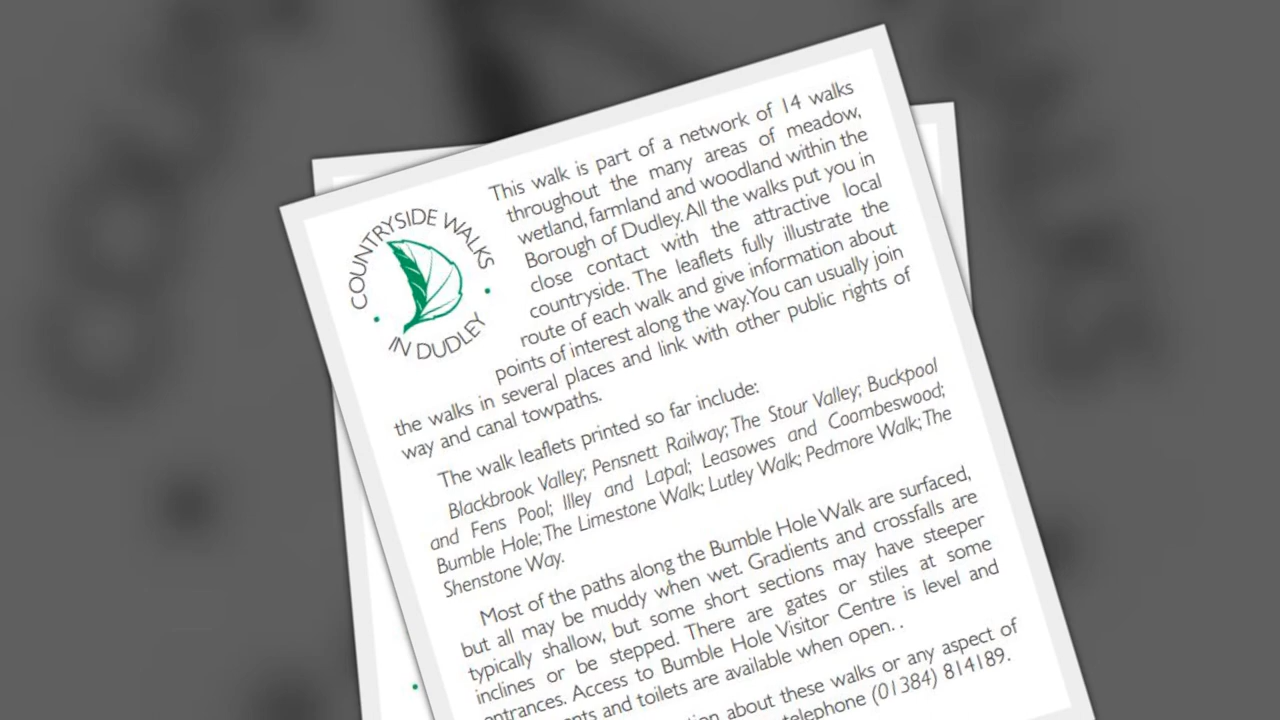 COUNTRYSIDE WALKS
IN DUDLEY
This walk is part of a network of 14 walks
throughout the many areas of meadow,
wetland, farmland and woodland within the
Borough of Dudley. All the walks put you in
close contact with the attractive local
countryside. The leaflets fully illustrate the
route of each walk and give information about
points of interest along the way. You can usually join
the walks in several places and link with other public rights of
way and canal towpaths.
The walk leaflets printed so far include:
Blackbrook Valley; Pensnett Railway; The Stour Valley; Buckpool
and Fens Pool; Illey and Lapal; Leasowes and Coombeswood;
Bumble Hole; The Limestone Walk; Lutley Walk; Pedmore Walk; The
Shenstone Way.
Most of the paths along the Bumble Hole Walk are surfaced,
but all may be muddy when wet. Gradients and crossfalls are
typically shallow, but some short sections may have steeper
inclines or be stepped. There are gates or stiles at some
entrances. Access to Bumble Hole Visitor Centre is level and
and toilets are available when open. .
about these walks or any aspect of
telephone (01384) 814189.